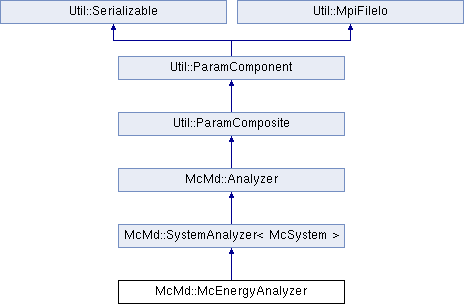 Util::Serializable
Util::MpiFileIo
Util::ParamComponent
Util::ParamComposite
McMd::Analyzer
McMd::SystemAnalyzer< McSystem >
McMd::McEnergyAnalyzer